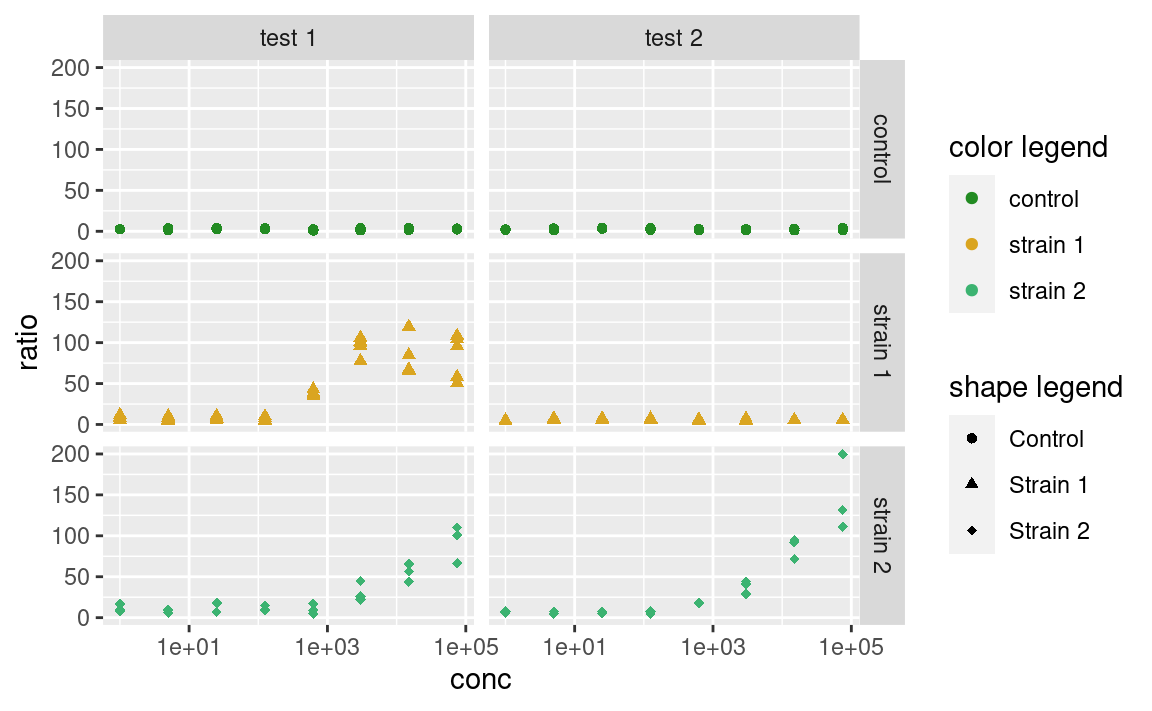 test 1
test 2
200
150
100
50
0
control
200
150
100
50
0
strain 1
200
150
100
50
0
strain 2
1e+01
1e+03
1e+05
1e+01
1e+03
1e+05
conc
ratio
color legend
control
strain 1
strain 2
shape legend
Control
Strain 1
Strain 2